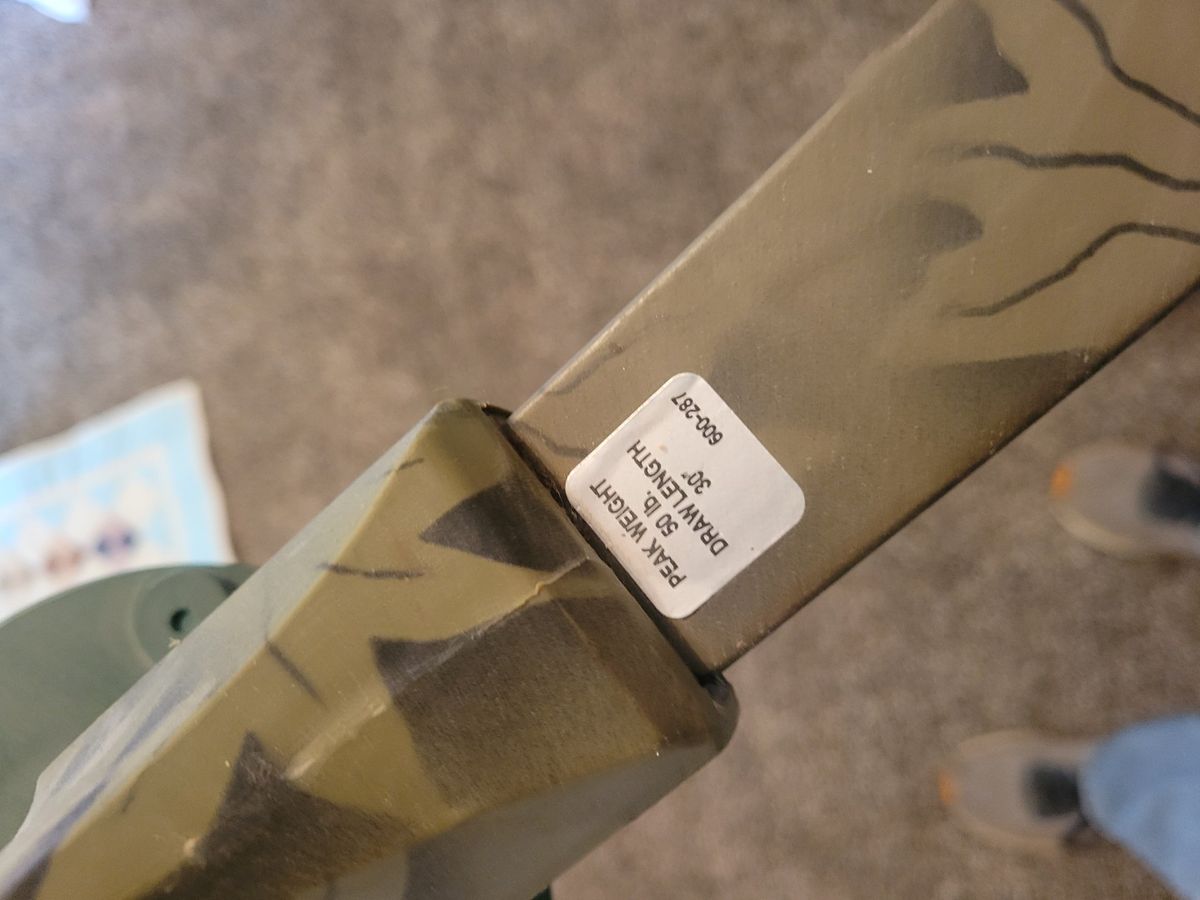 PEAK WEIGHT
50 lb.
DRAW LENGTH
30"
600-287